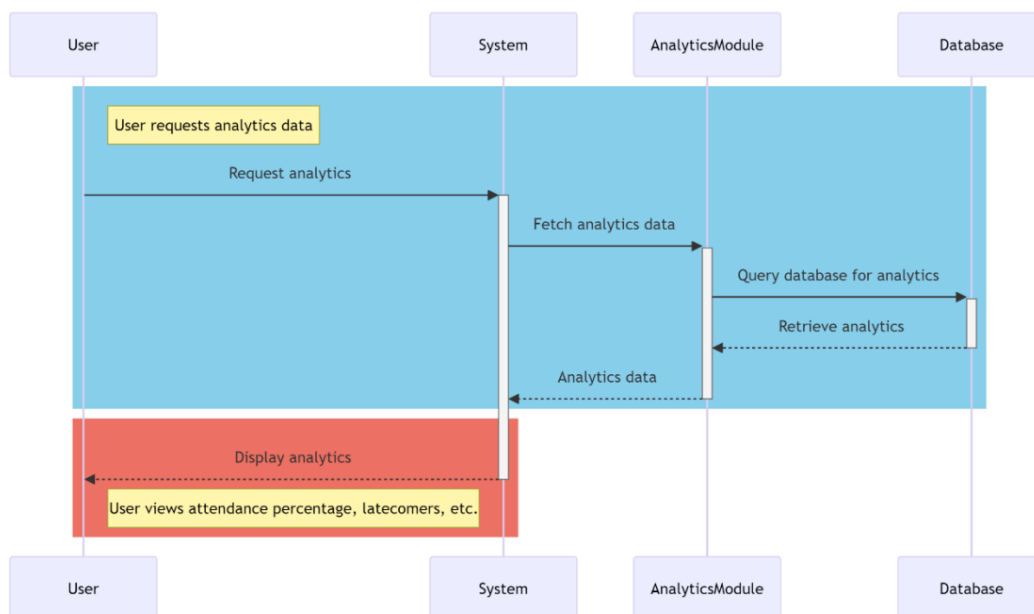 User
System
AnalyticsModule
Database
User requests analytics data
Request analytics
Fetch analytics data
Query database for analytics
Retrieve analytics
Analytics data
Display analytics
User views attendance percentage, latecomers, etc.
User
System
AnalyticsModule
Database